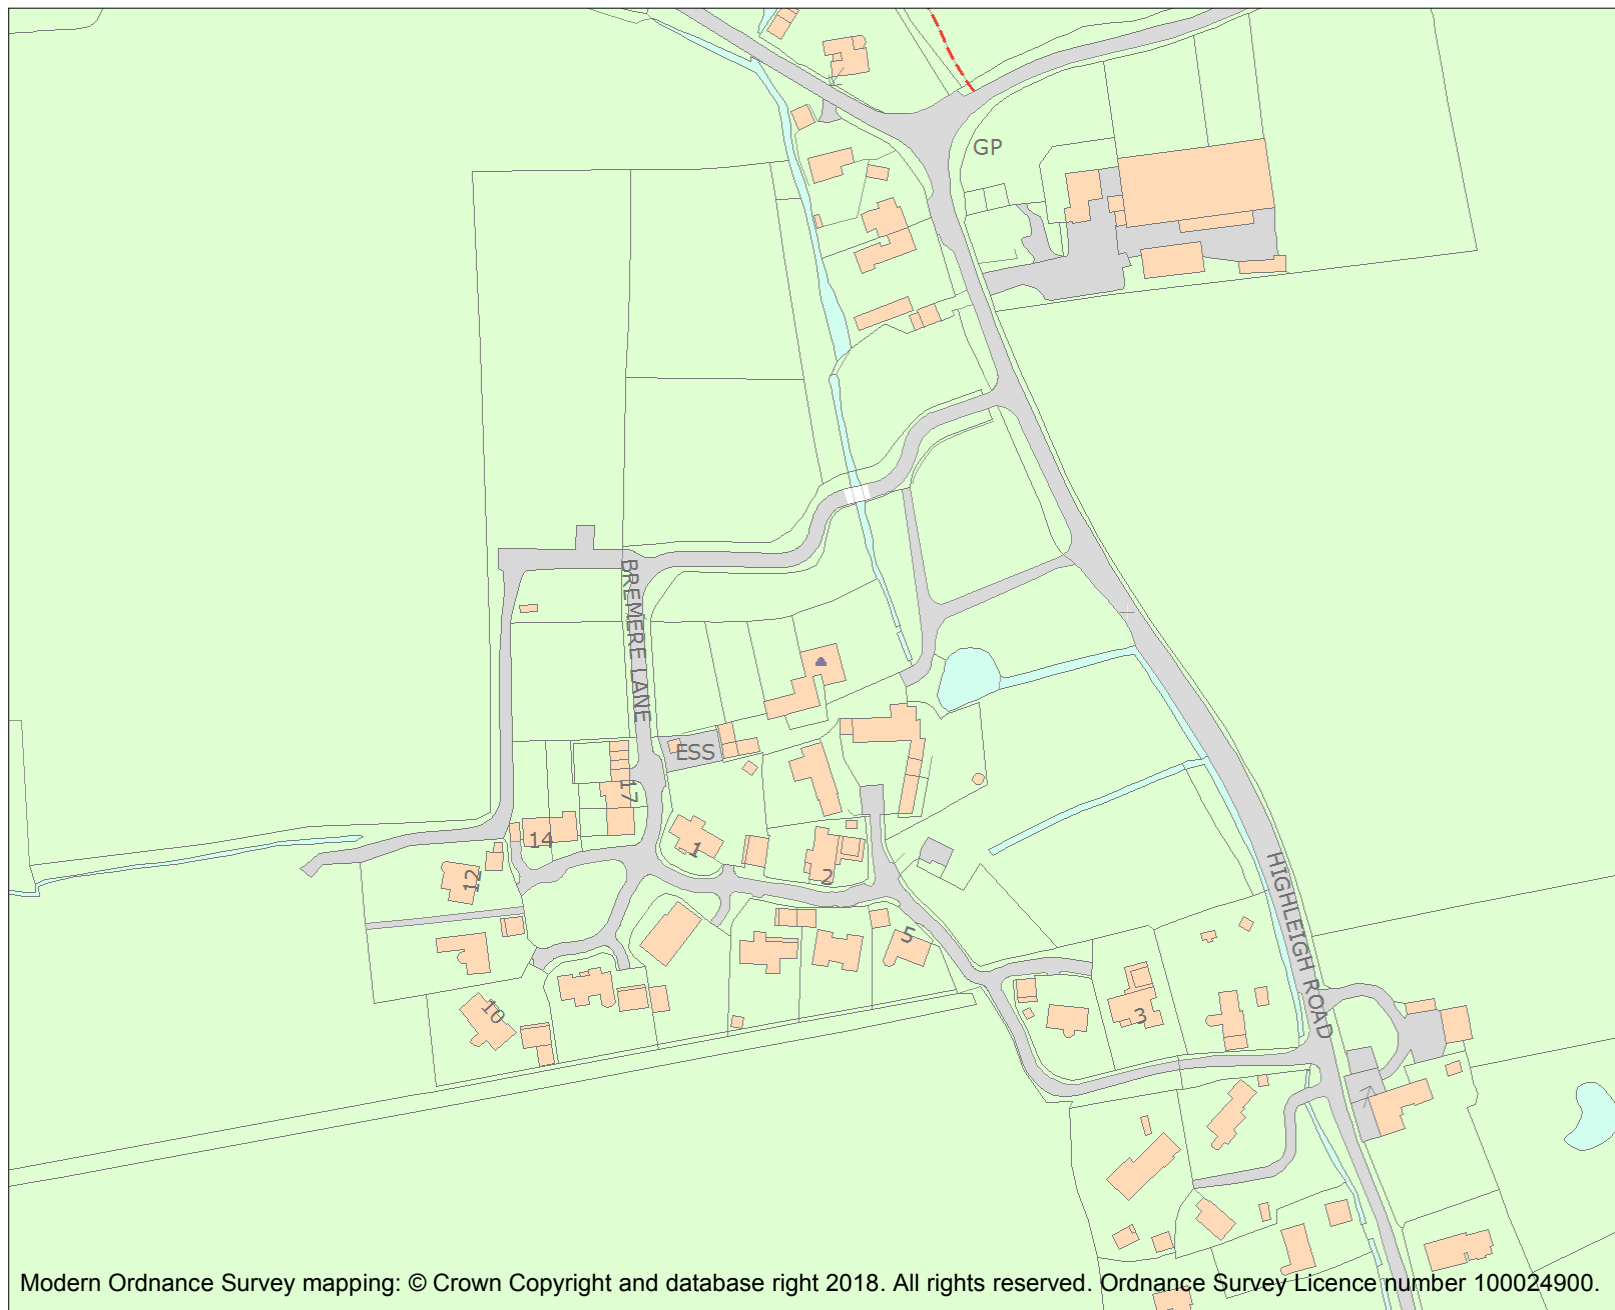 GP
BREMERE LANE
ESS
17
14
1
12
2
5
HIGHLEIGH ROAD
10
3
Modern Ordnance Survey mapping: © Crown Copyright and database right 2018. All rights reserved. Ordnance Survey Licence number 100024900.